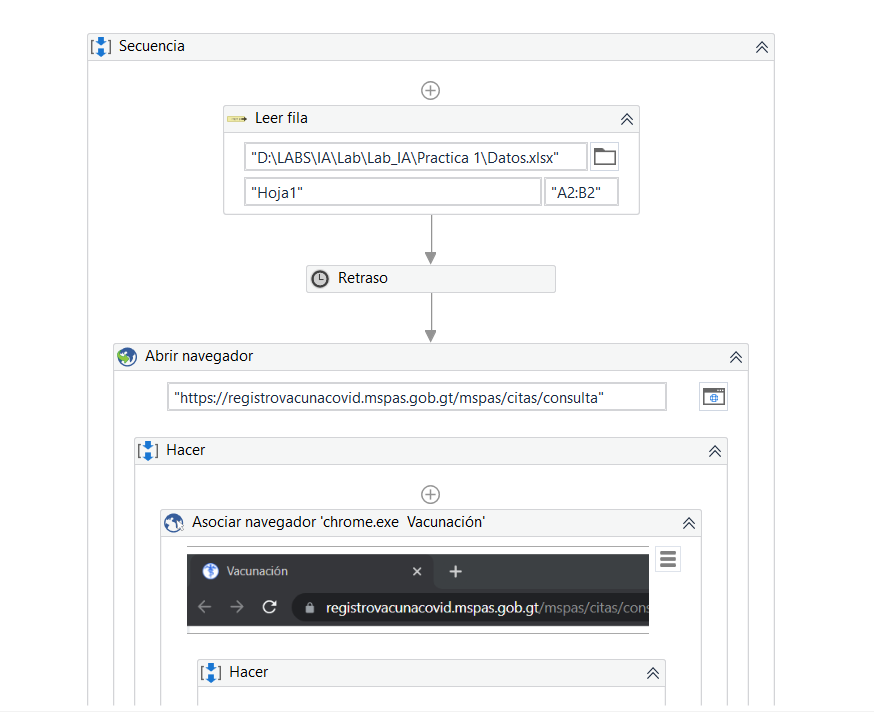 Secuencia
Leer fila
"D:\LABS\IA\Lab\Lab_IA\Practica 1\Datos.xlsx"
"Hoja1" "A2:B2"
Retraso
Abrir navegador
"https://registrovacunacovid.mspas.gob.gt/mspas/citas/consulta"
Hacer
Asociar navegador 'chrome.exe Vacunación'
Vacunación
registrovacunacovid.mspas.gob.gt/mspas/citas/cons
Hacer